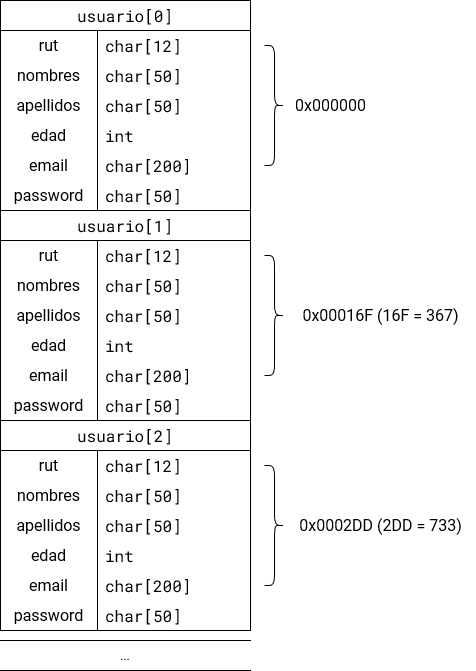 usuario[0]
rut char[12]
nombres char[50]
apellidos char[50]
edad int
email char[200]
password char[50]
0x000000
usuario[1]
rut char[12]
nombres char[50]
apellidos char[50]
edad int
email char[200]
password char[50]
0x00016F (16F = 367)
usuario[2]
rut char[12]
nombres char[50]
apellidos char[50]
edad int
email char[200]
password char[50]
0x0002DD (2DD = 733)
...